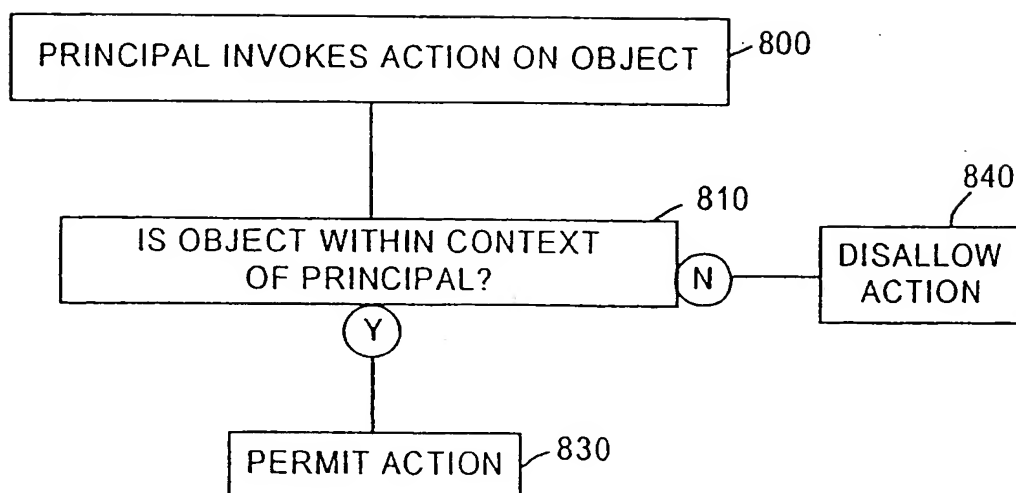 PRINCIPAL INVOKES ACTION ON OBJECT
800
810
IS OBJECT WITHIN CONTEXT
OF PRINCIPAL?
N
840
DISALLOW
ACTION
Y
PERMIT ACTION
830